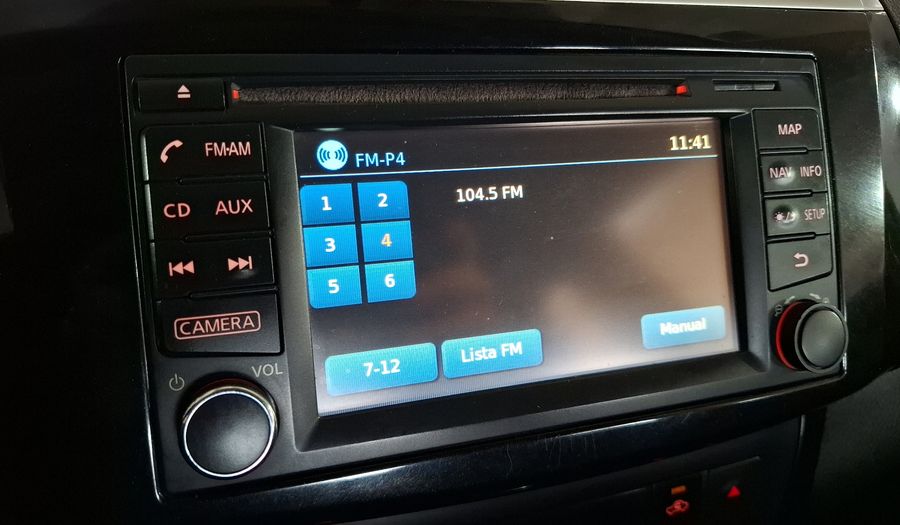 FM·AM
CD AUX
CAMERA
VOL
FM-P4
11:41
1 2
104.5 FM
3 4
5 6
7-12
Lista FM
Manual
MAP
NAV INFO
SETUP